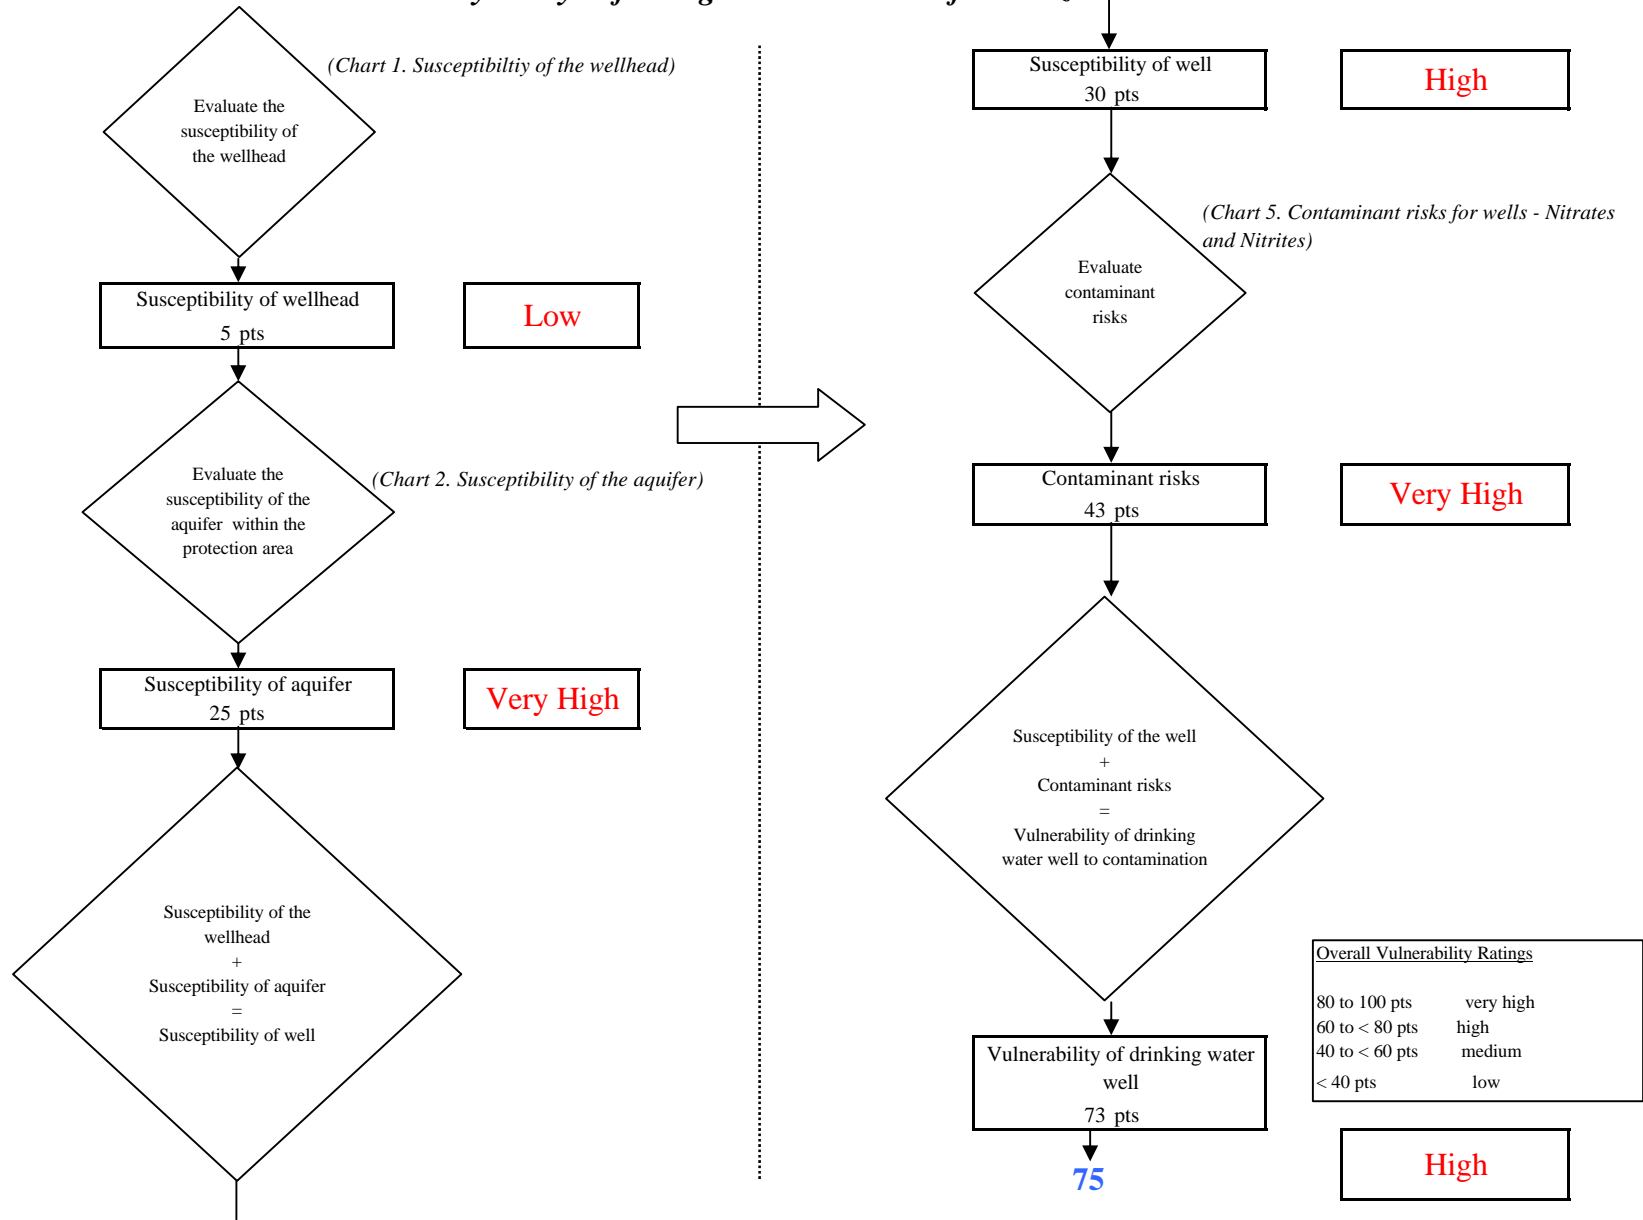 (Chart 1. Susceptibiltiy of the wellhead)
Evaluate the
susceptibility of
the wellhead
Susceptibility of wellhead
5 pts
Low
Evaluate the
susceptibility of the
aquifer within the
protection area
(Chart 2. Susceptibility of the aquifer)
Susceptibility of aquifer
25 pts
Very High
Susceptibility of the
wellhead
+
Susceptibility of aquifer
=
Susceptibility of well
Susceptibility of well
30 pts
High
(Chart 5. Contaminant risks for wells - Nitrates
and Nitrites)
Evaluate
contaminant
risks
Contaminant risks
43 pts
Very High
Susceptibility of the well
+
Contaminant risks
=
Vulnerability of drinking
water well to contamination
Overall Vulnerability Ratings
80 to 100 pts very high
60 to < 80 pts high
40 to < 60 pts medium
< 40 pts low
Vulnerability of drinking water
well
73 pts
75
High